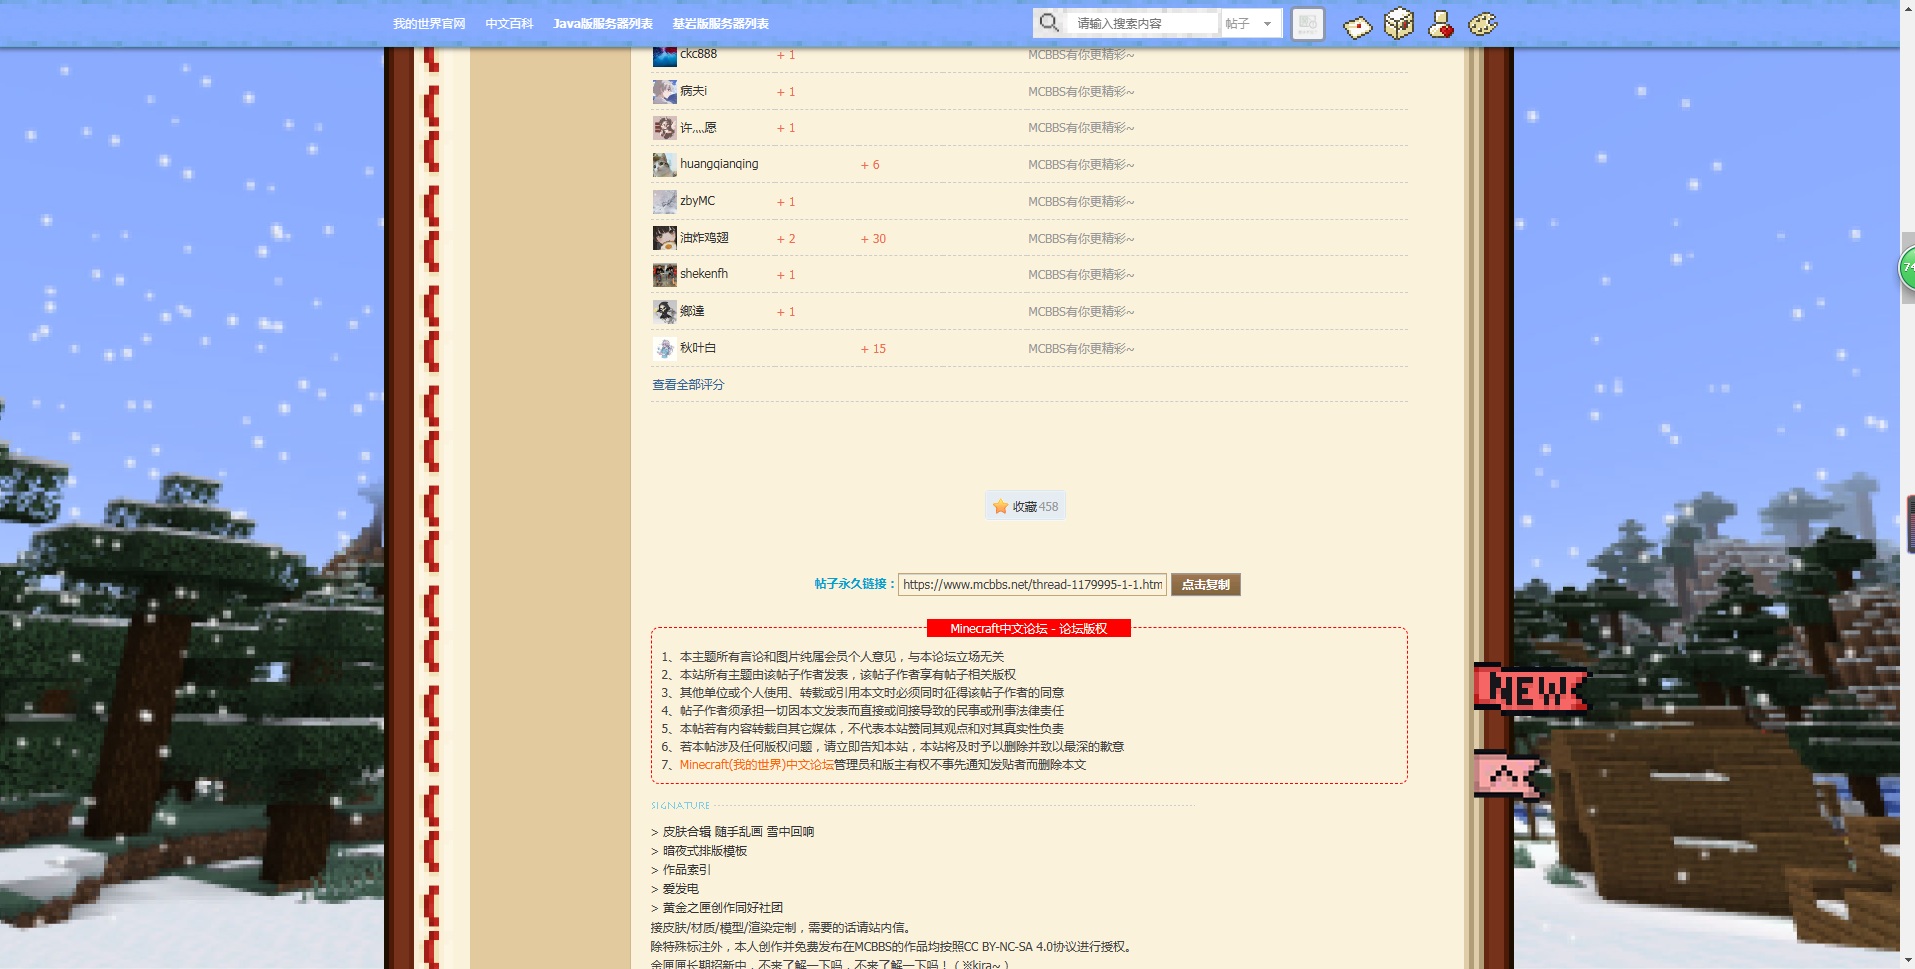 我的世界官网 中文百科 Java版服务器列表 基岩版服务器列表 请输入搜索内容 帖子
ckc888 + 1 MCBBS有你更精彩~
病夫i + 1 MCBBS有你更精彩~
许灬愿 + 1 MCBBS有你更精彩~
huangqianqing + 6 MCBBS有你更精彩~
zbyMC + 1 MCBBS有你更精彩~
油炸鸡翅 + 2 + 30 MCBBS有你更精彩~
shekenfh + 1 MCBBS有你更精彩~
鄉達 + 1 MCBBS有你更精彩~
秋叶白 + 15 MCBBS有你更精彩~
查看全部评分
收藏 458
帖子永久链接： https://www.mcbbs.net/thread-1179995-1-1.htm 点击复制
Minecraft中文论坛 - 论坛版权
1、本主题所有言论和图片纯属会员个人意见，与本论坛立场无关
2、本站所有主题由该帖子作者发表，该帖子作者享有帖子相关版权
3、其他单位或个人使用、转载或引用本文时必须同时征得该帖子作者的同意
4、帖子作者须承担一切因本文发表而直接或间接导致的民事或刑事法律责任
5、本帖若有内容转载自其它媒体，不代表本站赞同其观点和对其真实性负责
6、若本帖涉及任何版权问题，请立即告知本站，本站将及时予以删除并致以最深的歉意
7、Minecraft(我的世界)中文论坛管理员和版主有权不事先通知发贴者而删除本文
NEW
SIGNATURE
> 皮肤合辑 随手乱画 雪中回响
> 暗夜式排版模板
> 作品索引
> 爱发电
> 黄金之匣创作同好社团
接皮肤/材质/模型/渲染定制，需要的话请站内信。
除特殊标注外，本人创作并免费发布在MCBBS的作品均按照CC BY-NC-SA 4.0协议进行授权。
金匣匣长期招新中，不来了解一下吗，不来了解一下吗！（※kira~）
74